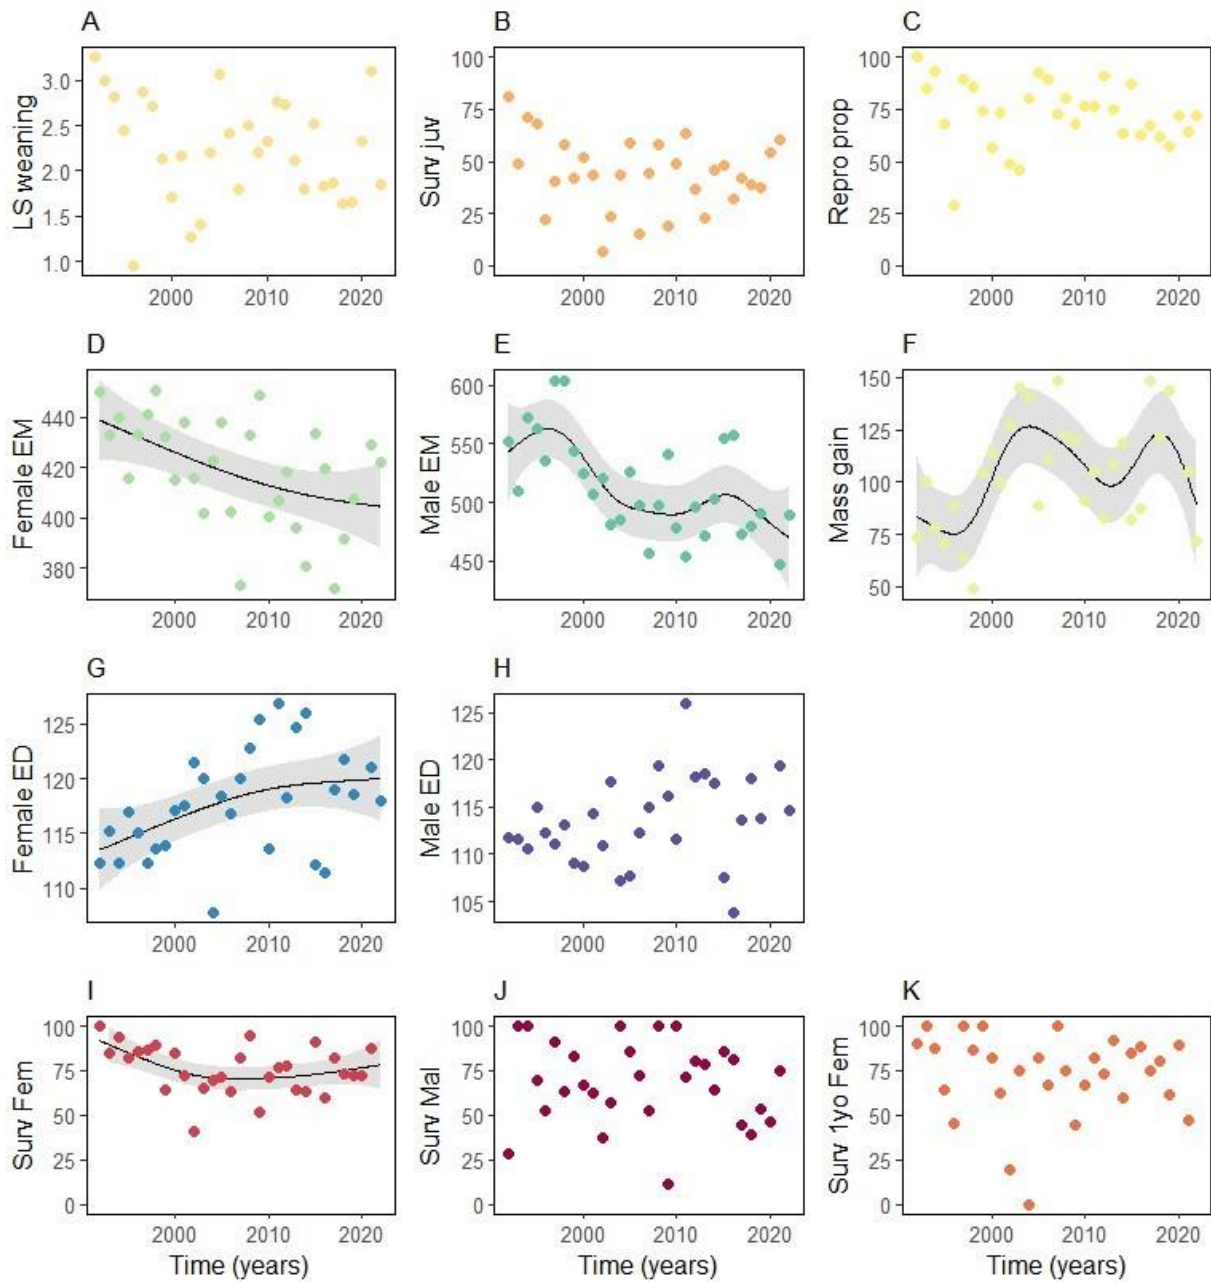 A
B
C
LS weaning
3.0
2.5
2.0
1.5
1.0
2000 2010 2020
Surv juv
100
75
50
25
0
2000 2010 2020
Repro prop
100
75
50
25
0
2000 2010 2020
D
E
F
Female EM
440
420
400
380
2000 2010 2020
Male EM
600
550
500
450
2000 2010 2020
Mass gain
150
125
100
75
50
2000 2010 2020
G
H
Female ED
125
120
115
110
2000 2010 2020
Male ED
125
120
115
110
105
2000 2010 2020
I
J
K
Surv Fem
100
75
50
25
0
2000 2010 2020
Time (years)
Surv Mal
100
75
50
25
0
2000 2010 2020
Time (years)
Surv 1yo Fem
100
75
50
25
0
2000 2010 2020
Time (years)